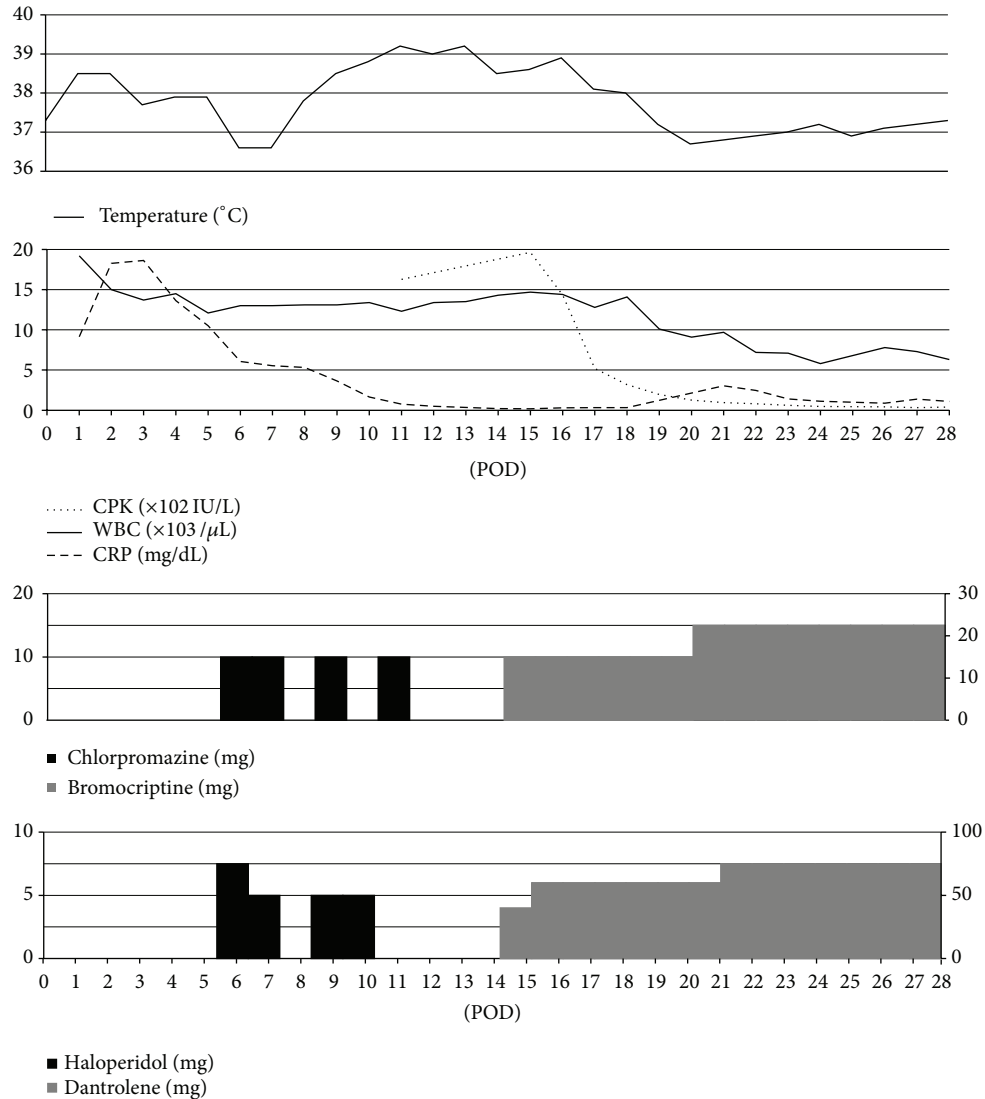 40
39
38
37
36
Temperature (°C)
20
15
10
5
0
0 1 2 3 4 5 6 7 8 9 10 11 12 13 14 15 16 17 18 19 20 21 22 23 24 25 26 27 28
(POD)
CPK (×102 IU/L)
WBC (×103 /μL)
CRP (mg/dL)
20 30
20
10
10
0 0
Chlorpromazine (mg)
Bromocriptine (mg)
10 100
5 50
0 0
0 1 2 3 4 5 6 7 8 9 10 11 12 13 14 15 16 17 18 19 20 21 22 23 24 25 26 27 28
(POD)
Haloperidol (mg)
Dantrolene (mg)